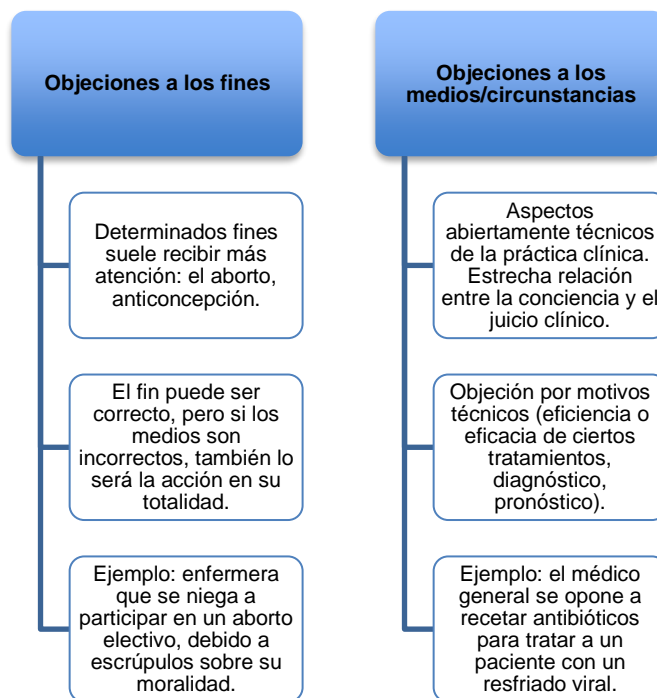 Objeciones a los fines
Determinados fines
suele recibir más
atención: el aborto,
anticoncepción.
El fin puede ser
correcto, pero si los
medios son
incorrectos, también lo
será la acción en su
totalidad.
Ejemplo: enfermera
que se niega a
participar en un aborto
electivo, debido a
escrúpulos sobre su
moralidad.
Objeciones a los
medios/circunstancias
Aspectos
abiertamente técnicos
de la práctica clínica.
Estrecha relación
entre la conciencia y el
juicio clínico.
Objeción por motivos
técnicos (eficiencia o
eficacia de ciertos
tratamientos,
diagnóstico,
pronóstico).
Ejemplo: el médico
general se opone a
recetar antibióticos
para tratar a un
paciente con un
resfriado viral.